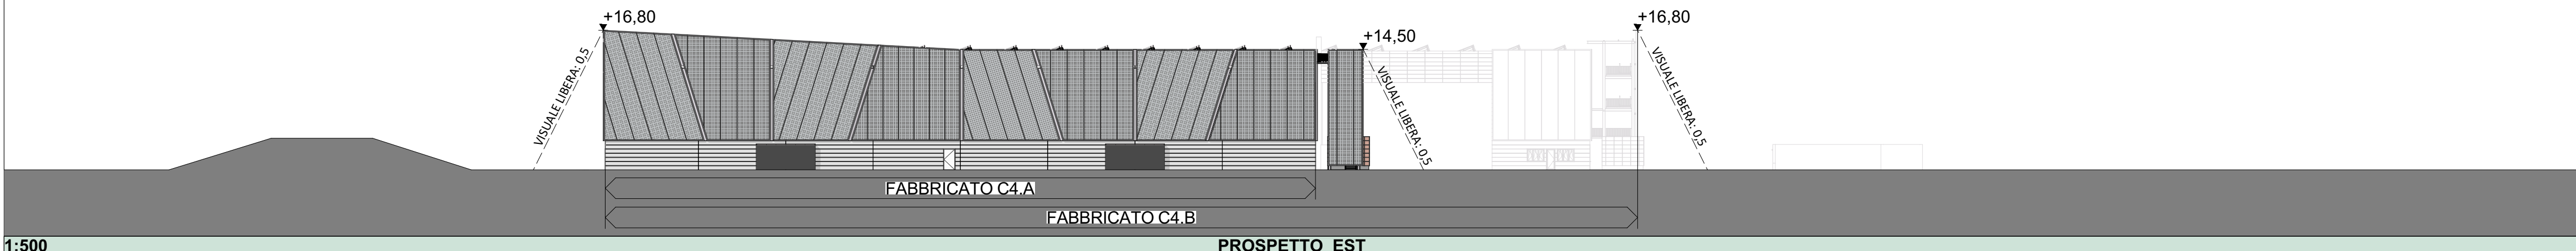 +16,80
+16,80
+14,50
VISUALE LIBERA: 0,5
VISUALE LIBERA: 0,5
VISUALE LIBERA: 0,5
FABBRICATO C4.A
FABBRICATO C4.B
1:500
PROSPETTO EST